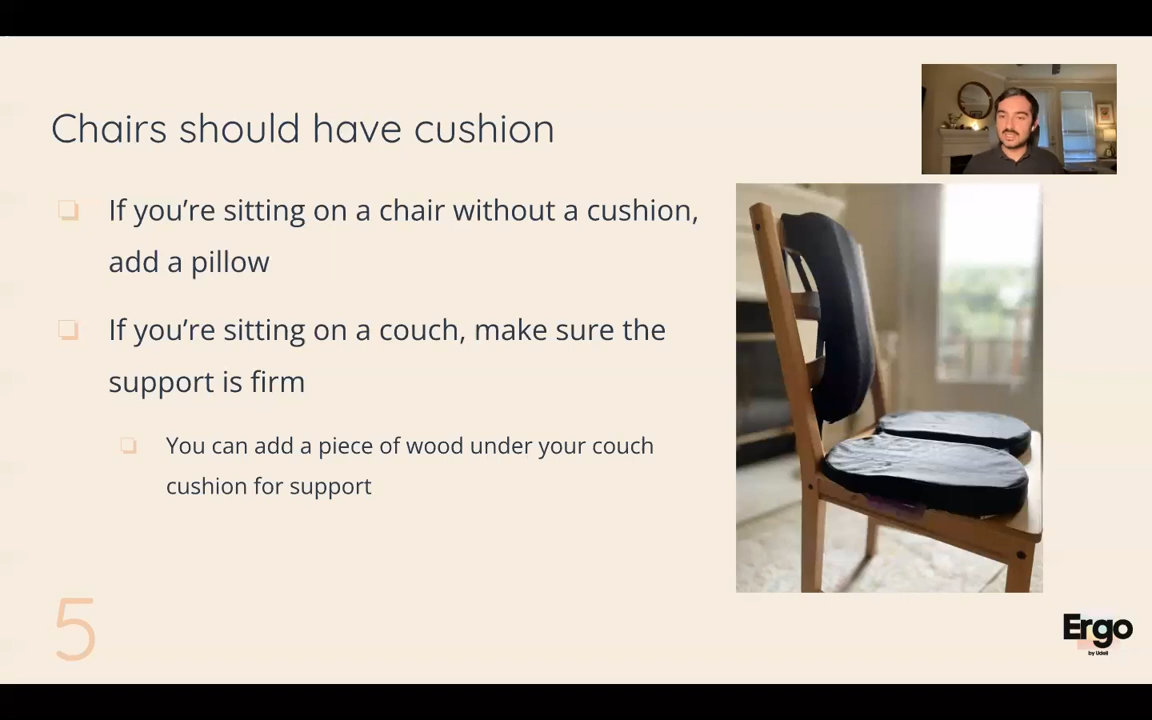 Chairs should have cushion
If you’re sitting on a chair without a cushion,
add a pillow
If you’re sitting on a couch, make sure the
support is firm
You can add a piece of wood under your couch
cushion for support
5
Ergo
by Udell